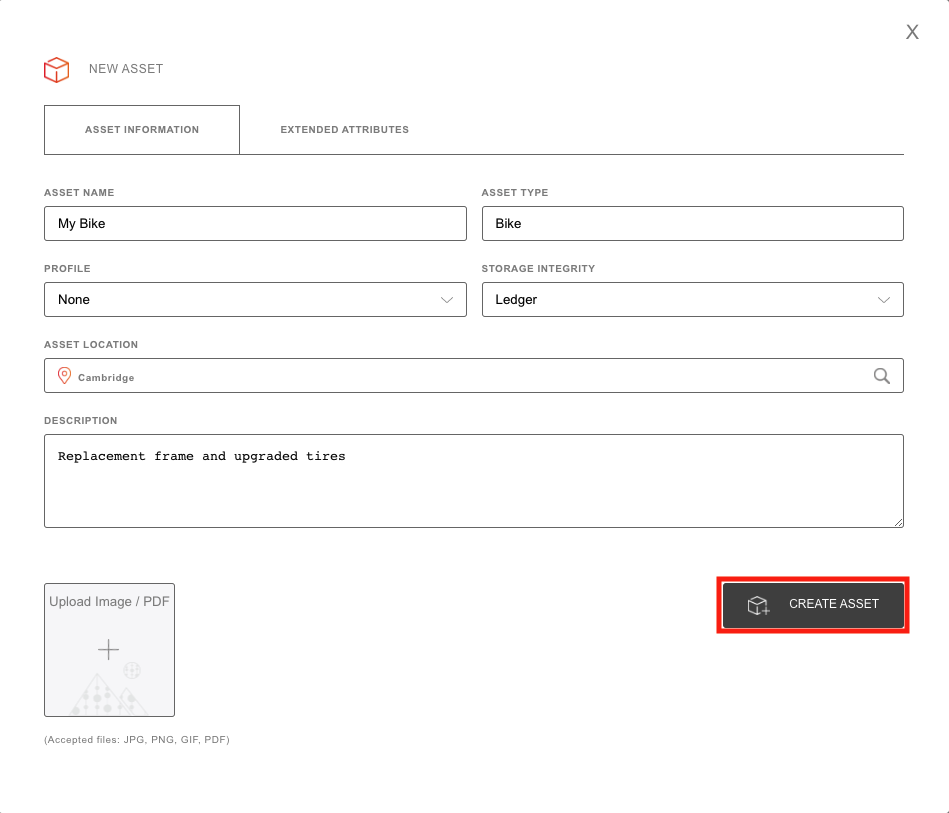 X
NEW ASSET
ASSET INFORMATION EXTENDED ATTRIBUTES
ASSET NAME ASSET TYPE
My Bike Bike
PROFILE STORAGE INTEGRITY
None Ledger
ASSET LOCATION
Cambridge
DESCRIPTION
Replacement frame and upgraded tires
Upload Image / PDF
CREATE ASSET
(Accepted files: JPG, PNG, GIF, PDF)